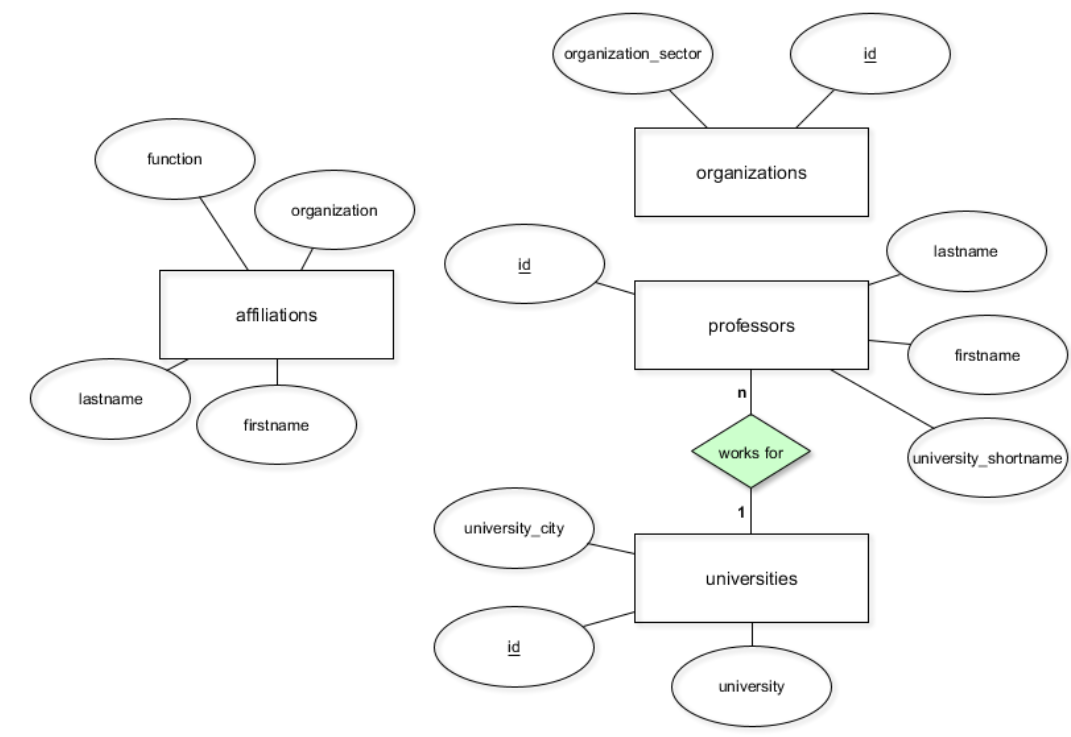 organization_sector
id
function
organizations
organization
lastname
id
affiliations
professors
firstname
lastname
firstname
n
works for
university_shortname
1
university_city
universities
id
university